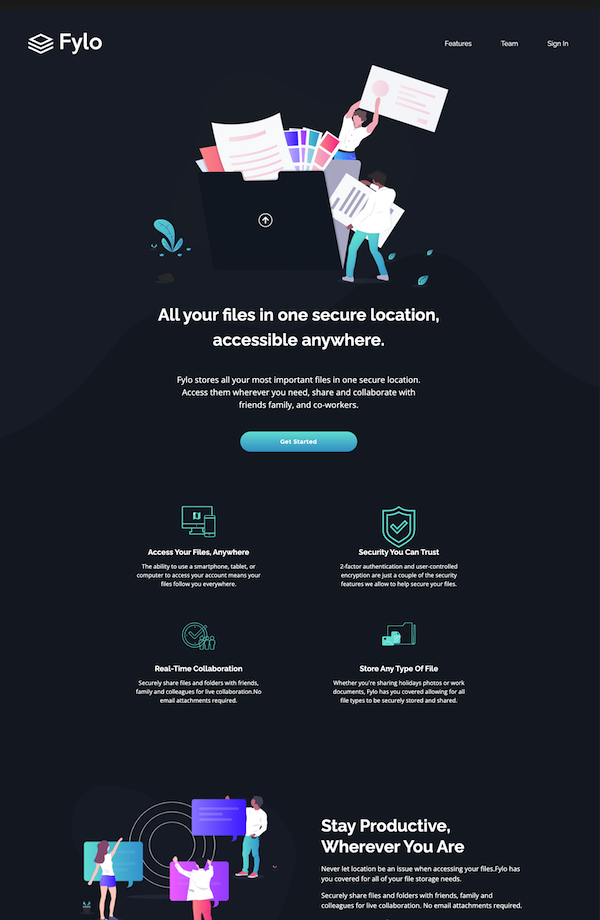 Fylo
Features Team Sign In
All your files in one secure location,
accessible anywhere.
Fylo stores all your most important files in one secure location.
Access them wherever you need, share and collaborate with
friends family, and co-workers.
Get Started
Access Your Files, Anywhere
The ability to use a smartphone, tablet, or
computer to access your account means your
files follow you everywhere.
Security You Can Trust
2-factor authentication and user-controlled
encryption are just a couple of the security
features we allow to help secure your files.
Real-Time Collaboration
Securely share files and folders with friends,
family and colleagues for live collaboration.No
email attachments required.
Store Any Type Of File
Whether you're sharing holidays photos or work
documents, Fylo has you covered allowing for all
file types to be securely stored and shared.
Stay Productive,
Wherever You Are
Never let location be an issue when accessing your files.Fylo has
you covered for all of your file storage needs.
Securely share files and folders with friends, family and
colleagues for live collaboration. No email attachments required.